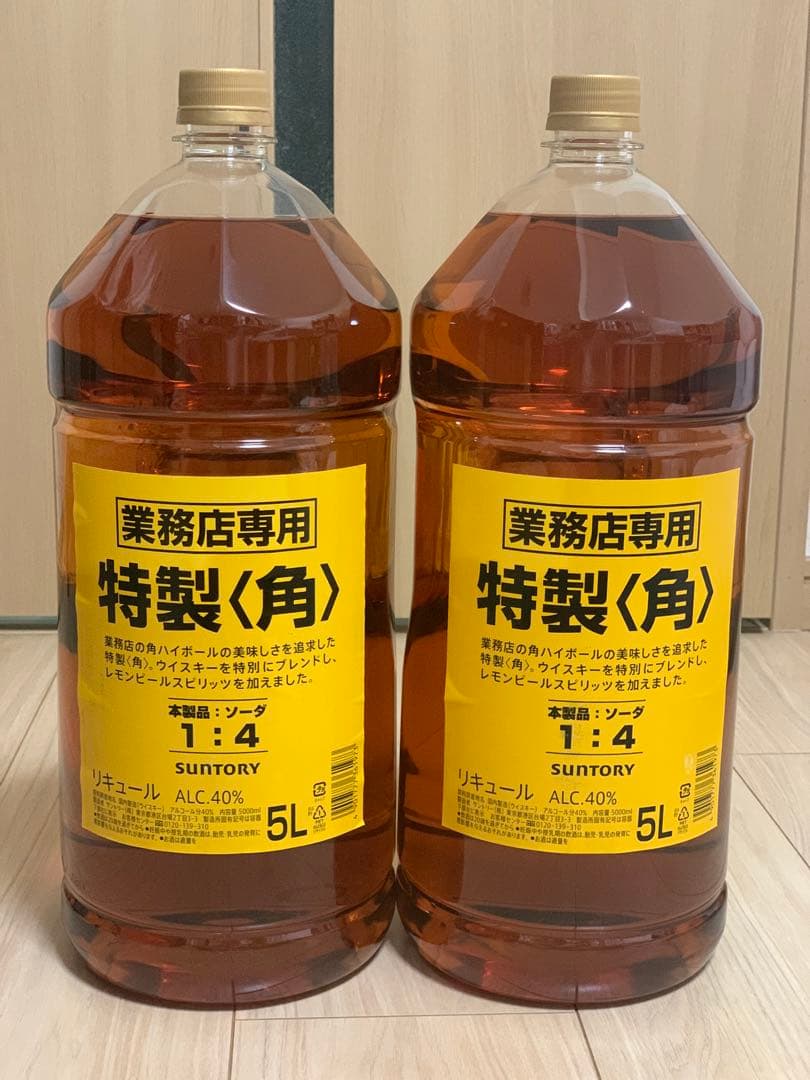 業務店専用
特製〈角〉
業務店の角ハイボールの美味しさを追求した
特製〈角〉。ウイスキーを特別にブレンドし、
レモンピールスピリッツを加えました。
本製品：ソーダ
1：4
SUNTORY
リキュール ALC.40%
5L
業務店専用
特製〈角〉
業務店の角ハイボールの美味しさを追求した
特製〈角〉。ウイスキーを特別にブレンドし、
レモンピールスピリッツを加えました。
本製品：ソーダ
1：4
SUNTORY
リキュール ALC.40%
5L